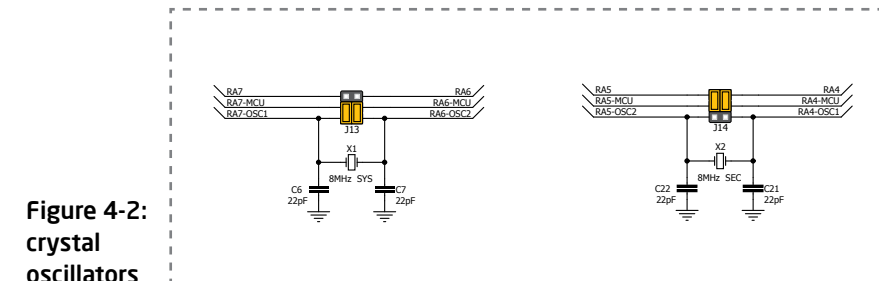 RA7 RA6
RA7-MCU RA6-MCU
RA7-OSC1 RA6-OSC2
J13
X1
8MHz SYS
C6 C7
22pF 22pF
RA5 RA4
RA5-MCU RA4-MCU
RA5-OSC2 RA4-OSC1
J14
X2
8MHz SEC
C22 C21
22pF 22pF
Figure 4-2:
crystal
oscillators